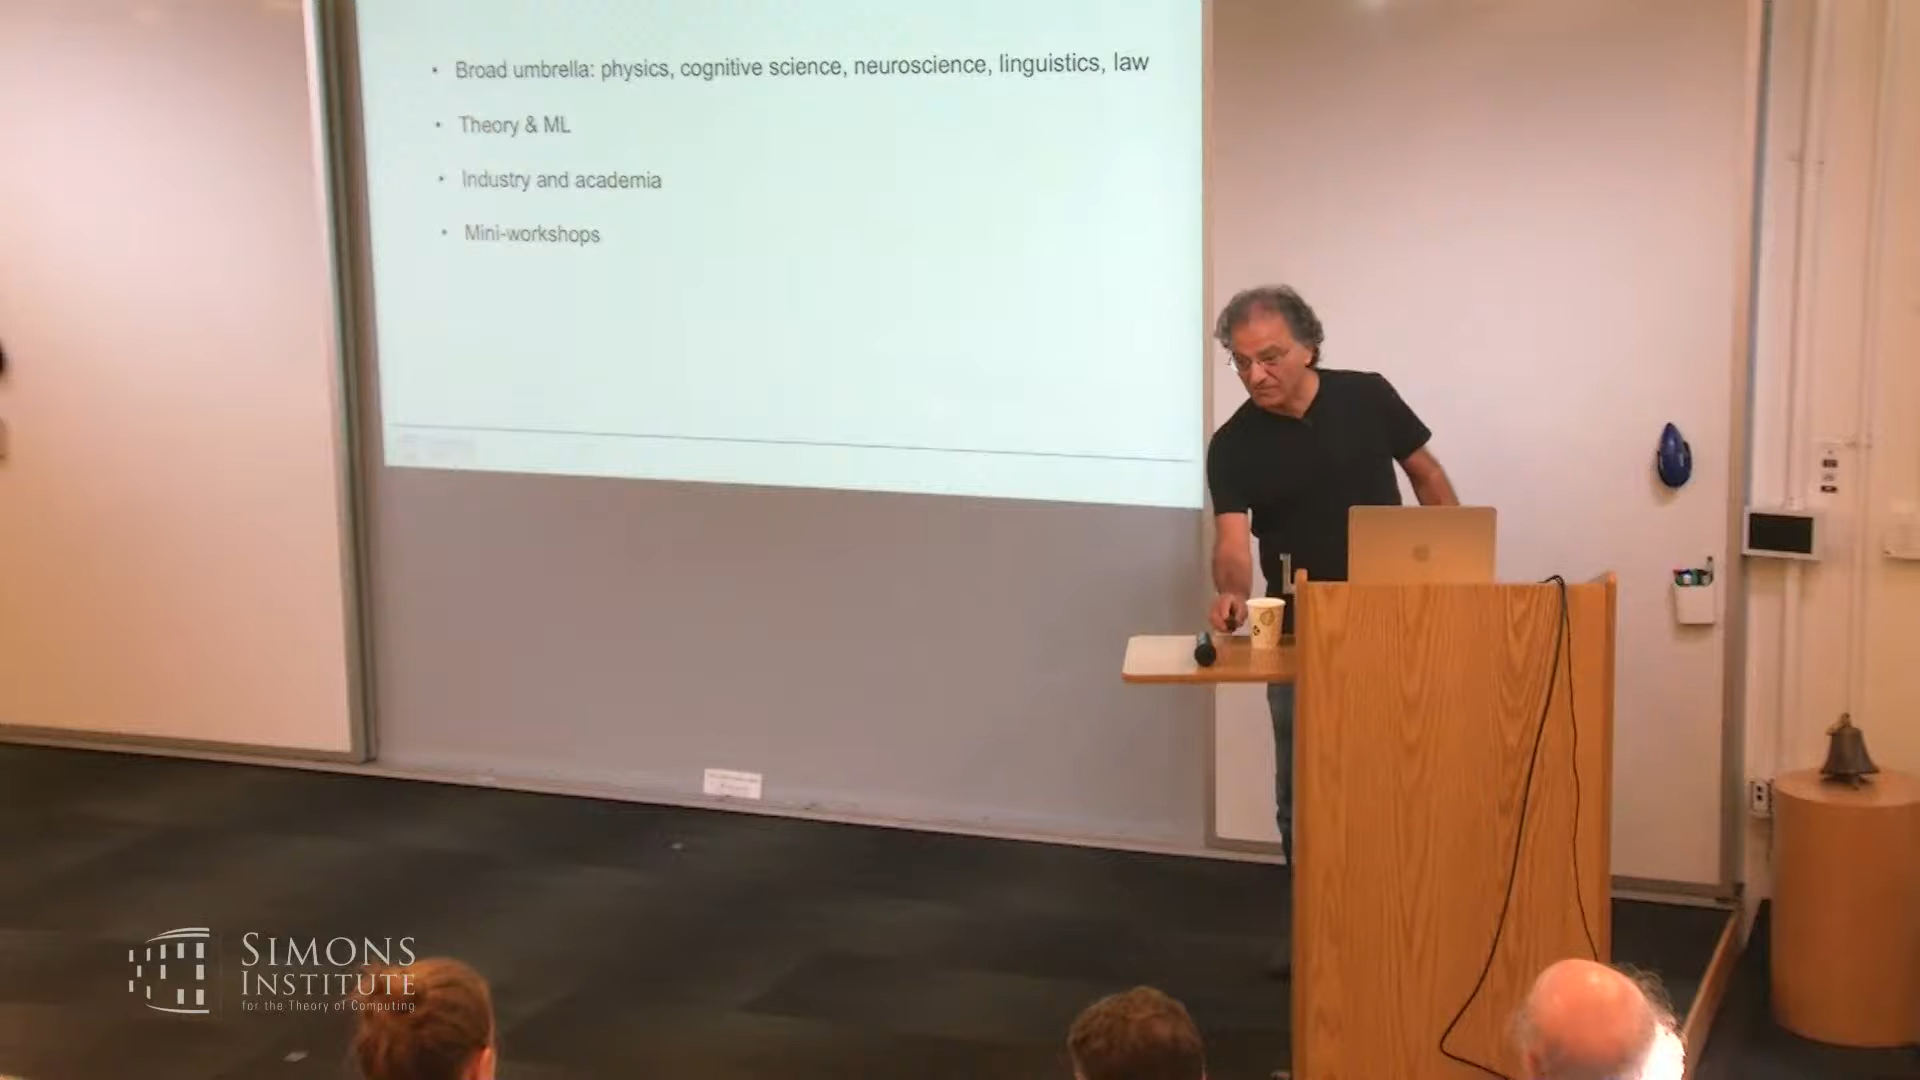 • Broad umbrella: physics, cognitive science, neuroscience, linguistics, law
• Theory & ML
• Industry and academia
• Mini-workshops
SIMONS
INSTITUTE
for the Theory of Computing